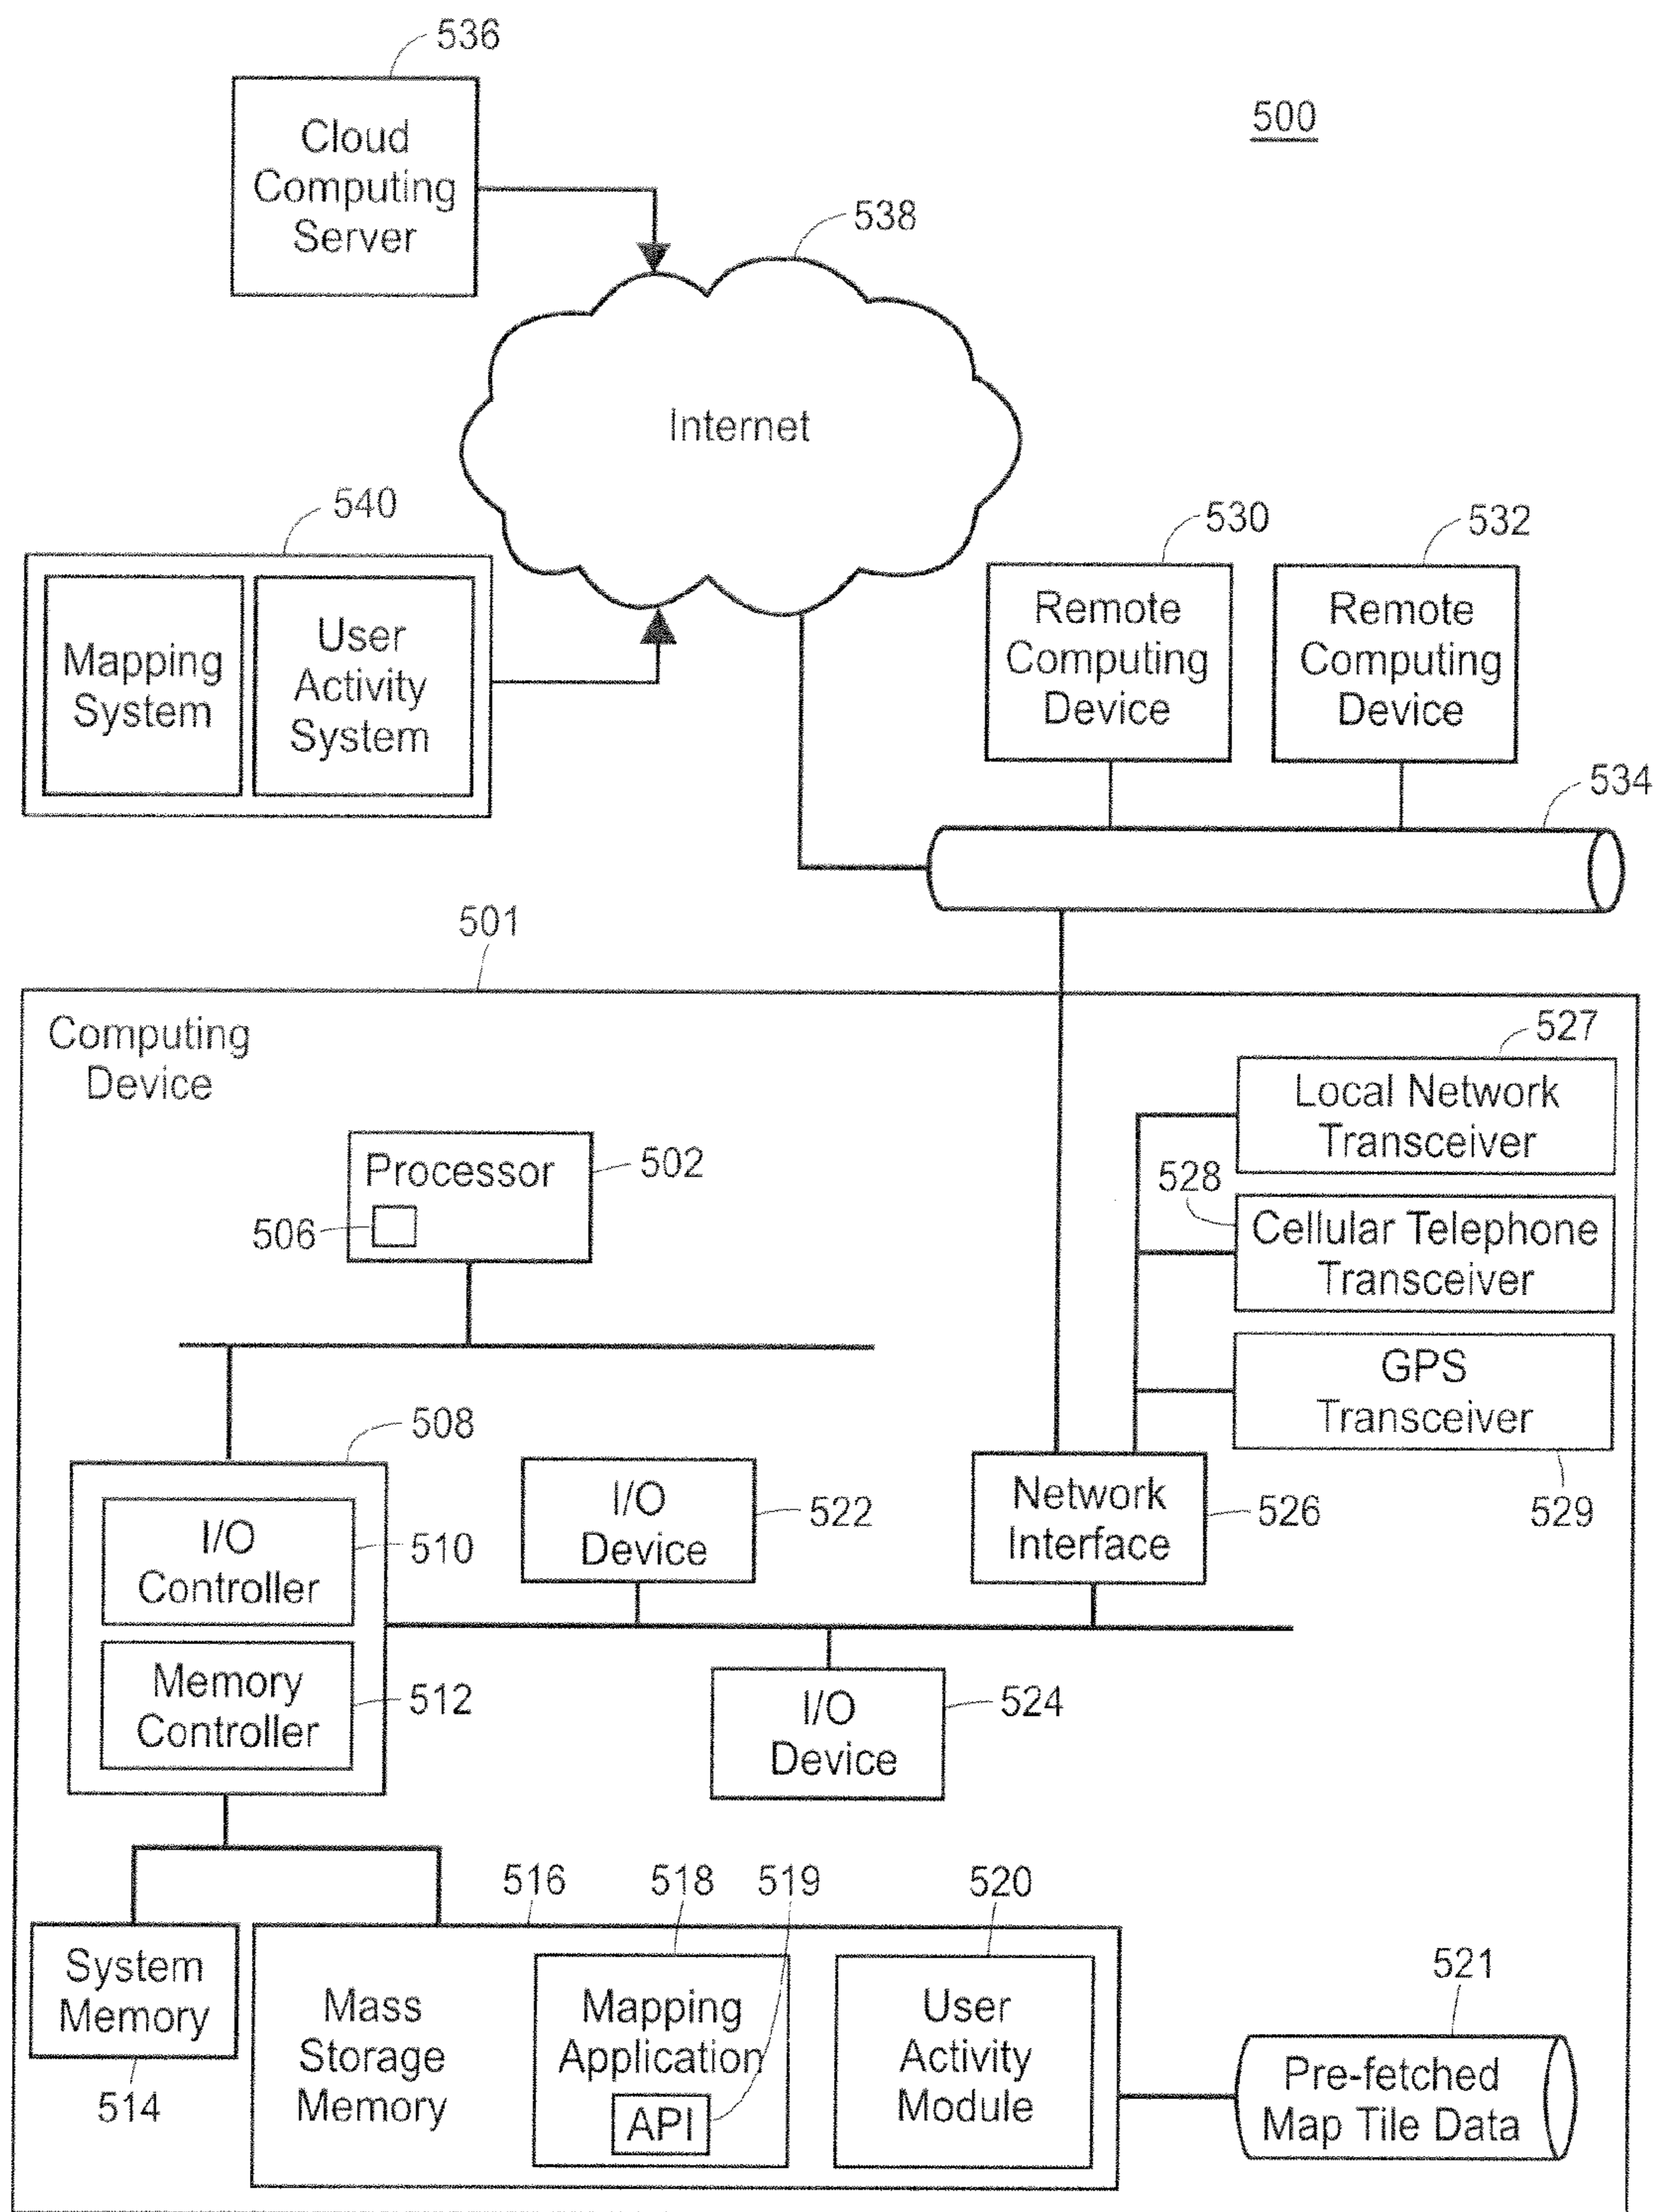 536
Cloud
Computing
Server
500
538
Internet
540
Mapping
System
User
Activity
System
530
Remote
Computing
Device
532
Remote
Computing
Device
534
501
Computing
Device
527
Local Network
Transceiver
Processor
502
506
528
Cellular Telephone
Transceiver
GPS
Transceiver
529
508
I/O
Controller
510
Memory
Controller
512
I/O
Device
522
Network
Interface
526
I/O
Device
524
516
518
519
520
System
Memory
514
Mass
Storage
Memory
Mapping
Application
API
User
Activity
Module
521
Pre-fetched
Map Tile Data